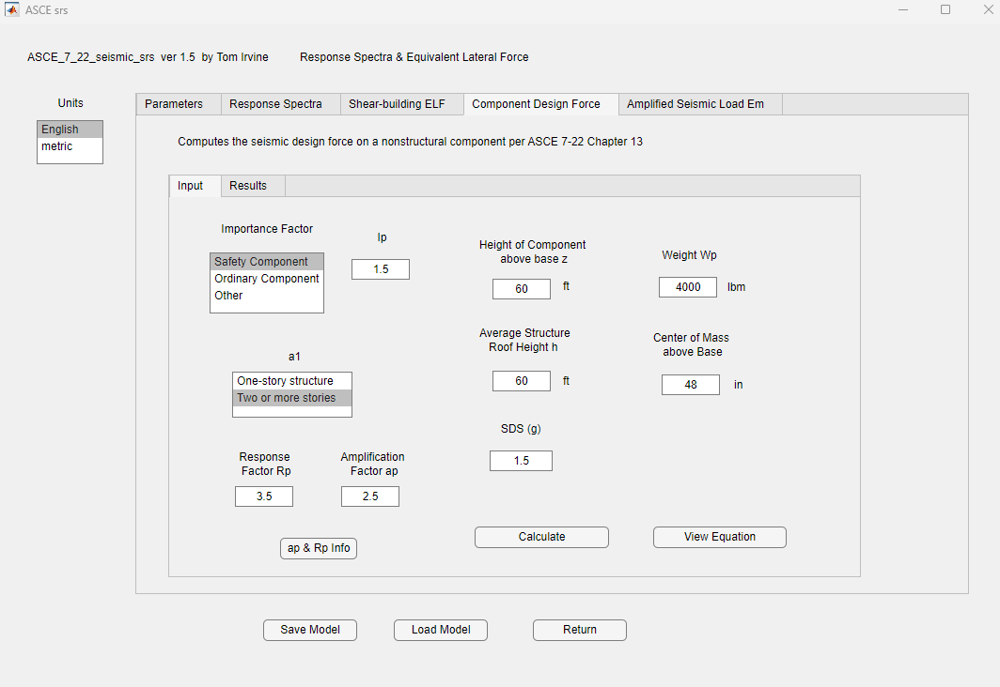 ASCE srs
ASCE_7_22_seismic_srs ver 1.5 by Tom Irvine
Response Spectra & Equivalent Lateral Force
Units
English
metric
Parameters
Response Spectra
Shear-building ELF
Component Design Force
Amplified Seismic Load Em
Computes the seismic design force on a nonstructural component per ASCE 7-22 Chapter 13
Input
Results
Importance Factor
Safety Component
Ordinary Component
Other
Ip
1.5
a1
One-story structure
Two or more stories
Response
Factor Rp
3.5
Amplification
Factor ap
2.5
ap & Rp Info
Height of Component
above base z
60
ft
Average Structure
Roof Height h
60
ft
SDS (g)
1.5
Weight Wp
4000
lbm
Center of Mass
above Base
48
in
Calculate
View Equation
Save Model
Load Model
Return